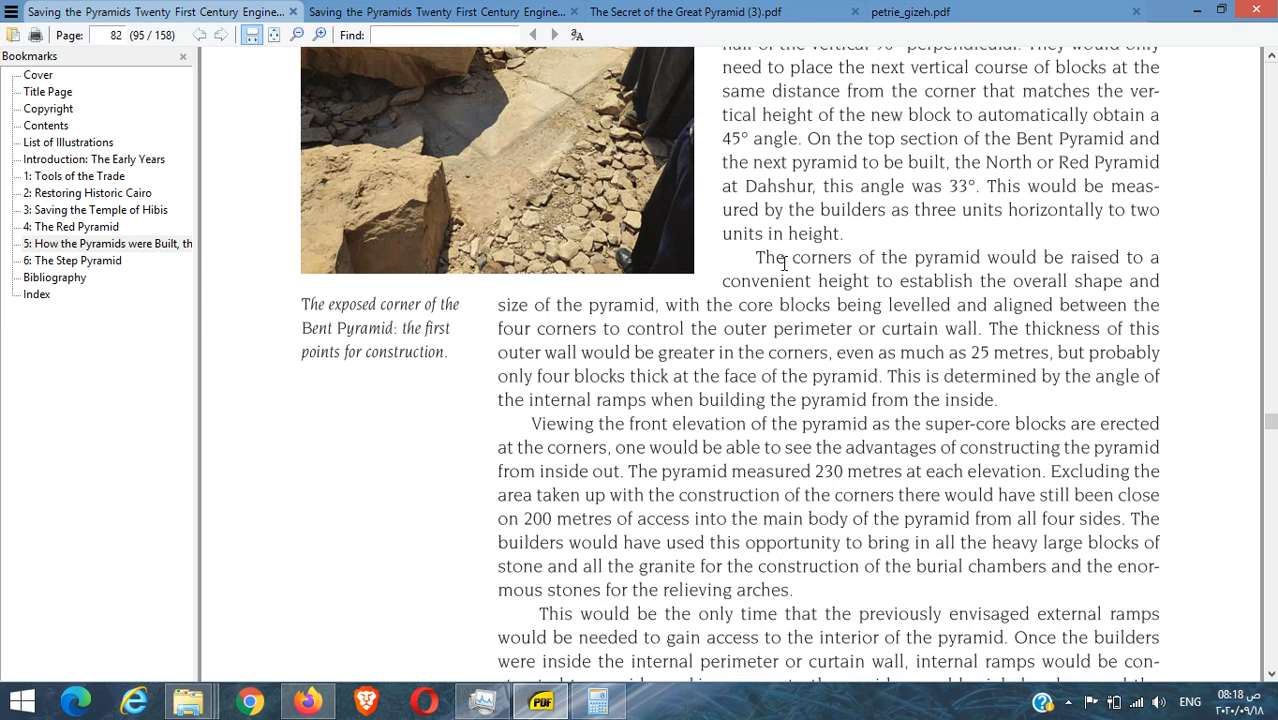 Saving the Pyramids Twenty First Century Engine...
Saving the Pyramids Twenty First Century Engine...
The Secret of the Great Pyramid (3).pdf
petrie_gizeh.pdf
Page:
82 (95 / 158)
Find:
Bookmarks
Cover
Title Page
Copyright
Contents
List of Illustrations
Introduction: The Early Years
1: Tools of the Trade
2: Restoring Historic Cairo
3: Saving the Temple of Hibis
4: The Red Pyramid
5: How the Pyramids were Built, th
6: The Step Pyramid
Bibliography
Index
half of the vertical 90° perpendicular. They would only
need to place the next vertical course of blocks at the
same distance from the corner that matches the ver-
tical height of the new block to automatically obtain a
45° angle. On the top section of the Bent Pyramid and
the next pyramid to be built, the North or Red Pyramid
at Dahshur, this angle was 33°. This would be meas-
ured by the builders as three units horizontally to two
units in height.
The corners of the pyramid would be raised to a
convenient height to establish the overall shape and
size of the pyramid, with the core blocks being levelled and aligned between the
four corners to control the outer perimeter or curtain wall. The thickness of this
outer wall would be greater in the corners, even as much as 25 metres, but probably
only four blocks thick at the face of the pyramid. This is determined by the angle of
the internal ramps when building the pyramid from the inside.
The exposed corner of the
Bent Pyramid: the first
points for construction.
Viewing the front elevation of the pyramid as the super-core blocks are erected
at the corners, one would be able to see the advantages of constructing the pyramid
from inside out. The pyramid measured 230 metres at each elevation. Excluding the
area taken up with the construction of the corners there would have still been close
on 200 metres of access into the main body of the pyramid from all four sides. The
builders would have used this opportunity to bring in all the heavy large blocks of
stone and all the granite for the construction of the burial chambers and the enor-
mous stones for the relieving arches.
This would be the only time that the previously envisaged external ramps
would be needed to gain access to the interior of the pyramid. Once the builders
were inside the internal perimeter or curtain wall, internal ramps would be con-
PDF
ENG
08:18 ص
٢٠٢٠/٠٩/١٨